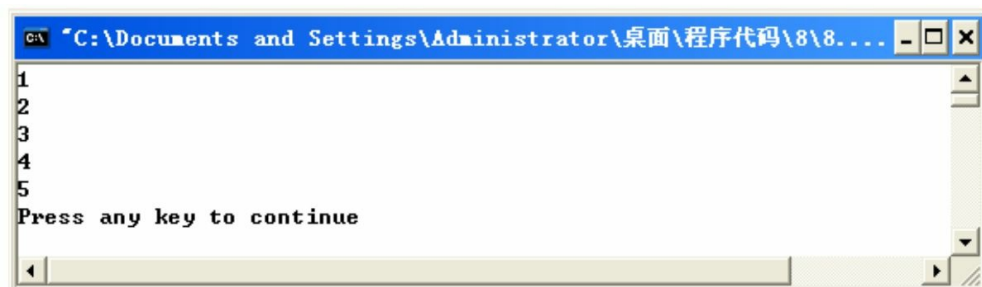 "C:\Documents and Settings\Administrator\桌面\程序代码\8\8....
1
2
3
4
5
Press any key to continue